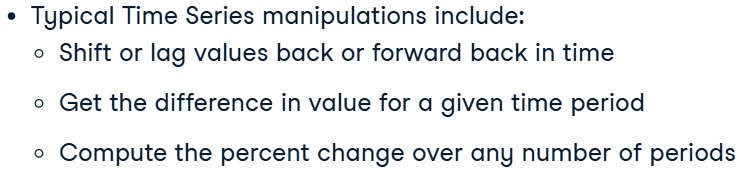 • Typical Time Series manipulations include:
◦ Shift or lag values back or forward back in time
◦ Get the difference in value for a given time period
◦ Compute the percent change over any number of periods